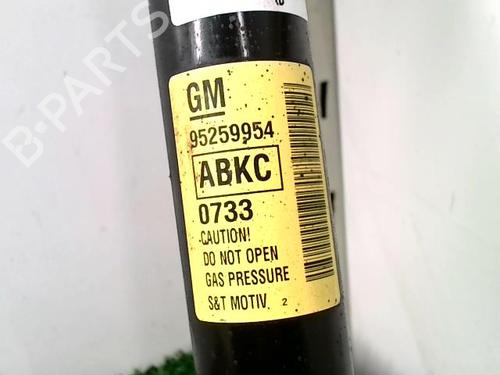 B-PARTS
GM
95259954
ABKC
0733
CAUTION!
DO NOT OPEN
GAS PRESSURE
S&T MOTIV. 2